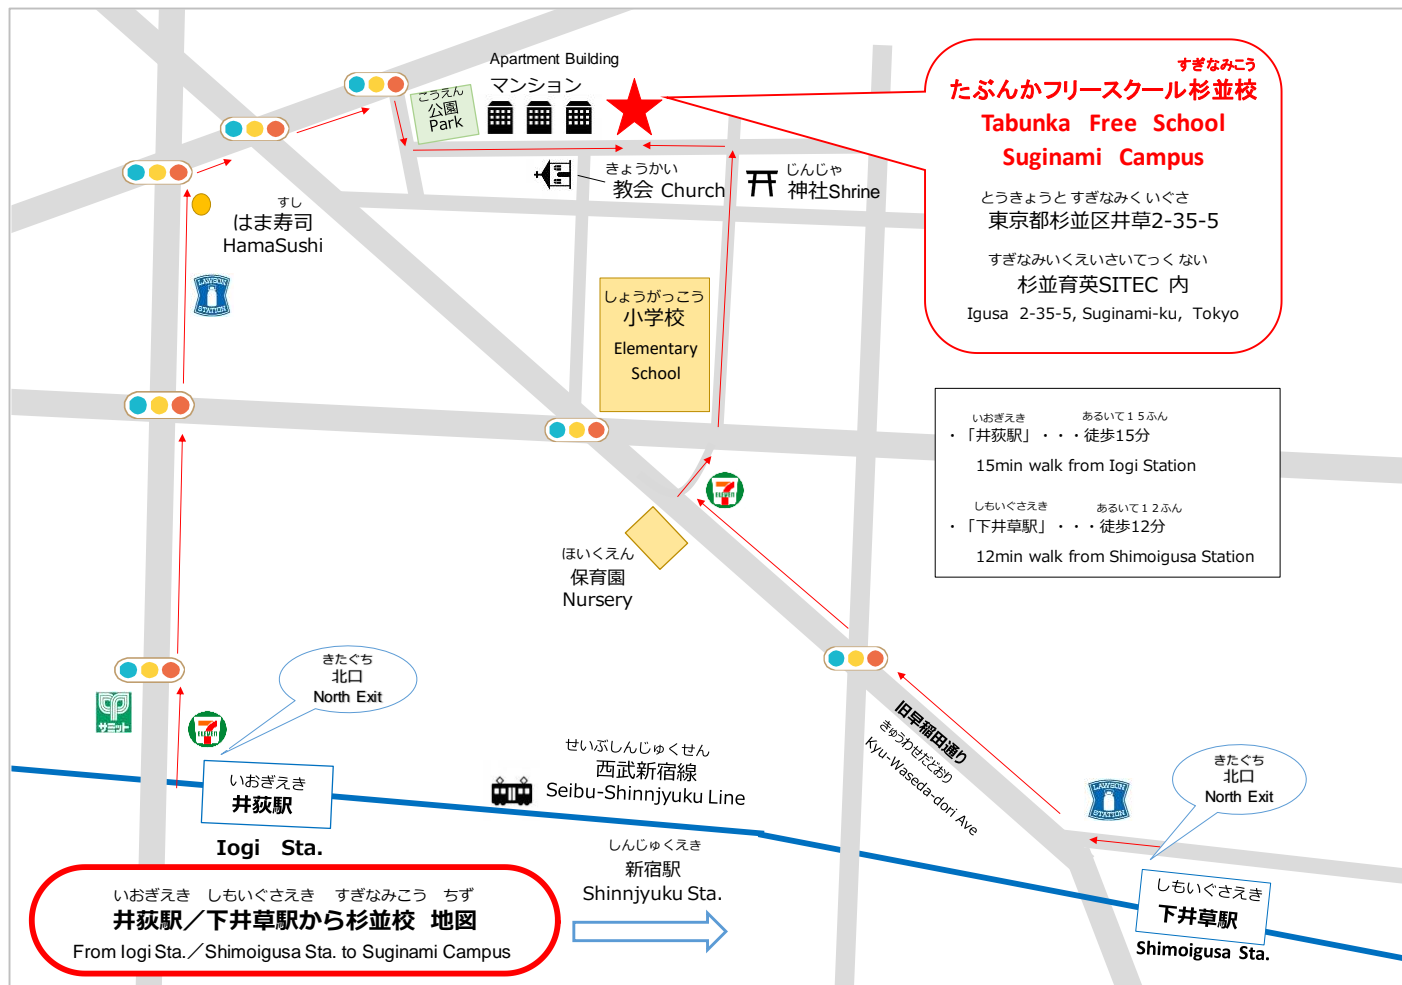 Apartment Building
マンション
こうえん
公園
Park
すぎなみこう
たぶんかフリースクール杉並校
Tabunka Free School
Suginami Campus
とうきょうと すぎなみく いぐさ
東京都杉並区井草2-35-5
すぎなみいくえいさいてっく ない
杉並育英SITEC 内
Igusa 2-35-5, Suginami-ku, Tokyo
きょうかい
教会 Church
じんじゃ
神社Shrine
すし
はま寿司
HamaSushi
LAWSON
STATION
しょうがっこう
小学校
Elementary
School
いおぎえき あるいて15ふん
・「井荻駅」・・・徒歩15分
15min walk from Iogi Station
しもいぐさえき あるいて12ふん
・「下井草駅」・・・徒歩12分
12min walk from Shimoigusa Station
7
ELEVEN
ほいくえん
保育園
Nursery
きたぐち
北口
North Exit
サミット
7
ELEVEN
旧早稲田通り
きゅうわせだどおり
Kyu-Waseda-dori Ave
せいぶしんじゅくせん
西武新宿線
Seibu-Shinnjyuku Line
きたぐち
北口
North Exit
LAWSON
STATION
いおぎえき
井荻駅
Iogi Sta.
しんじゅくえき
新宿駅
Shinnjyuku Sta.
しもいぐさえき
下井草駅
Shimoigusa Sta.
いおぎえき しもいぐさえき すぎなみこう ちず
井荻駅／下井草駅から杉並校 地図
From Iogi Sta.／Shimoigusa Sta. to Suginami Campus